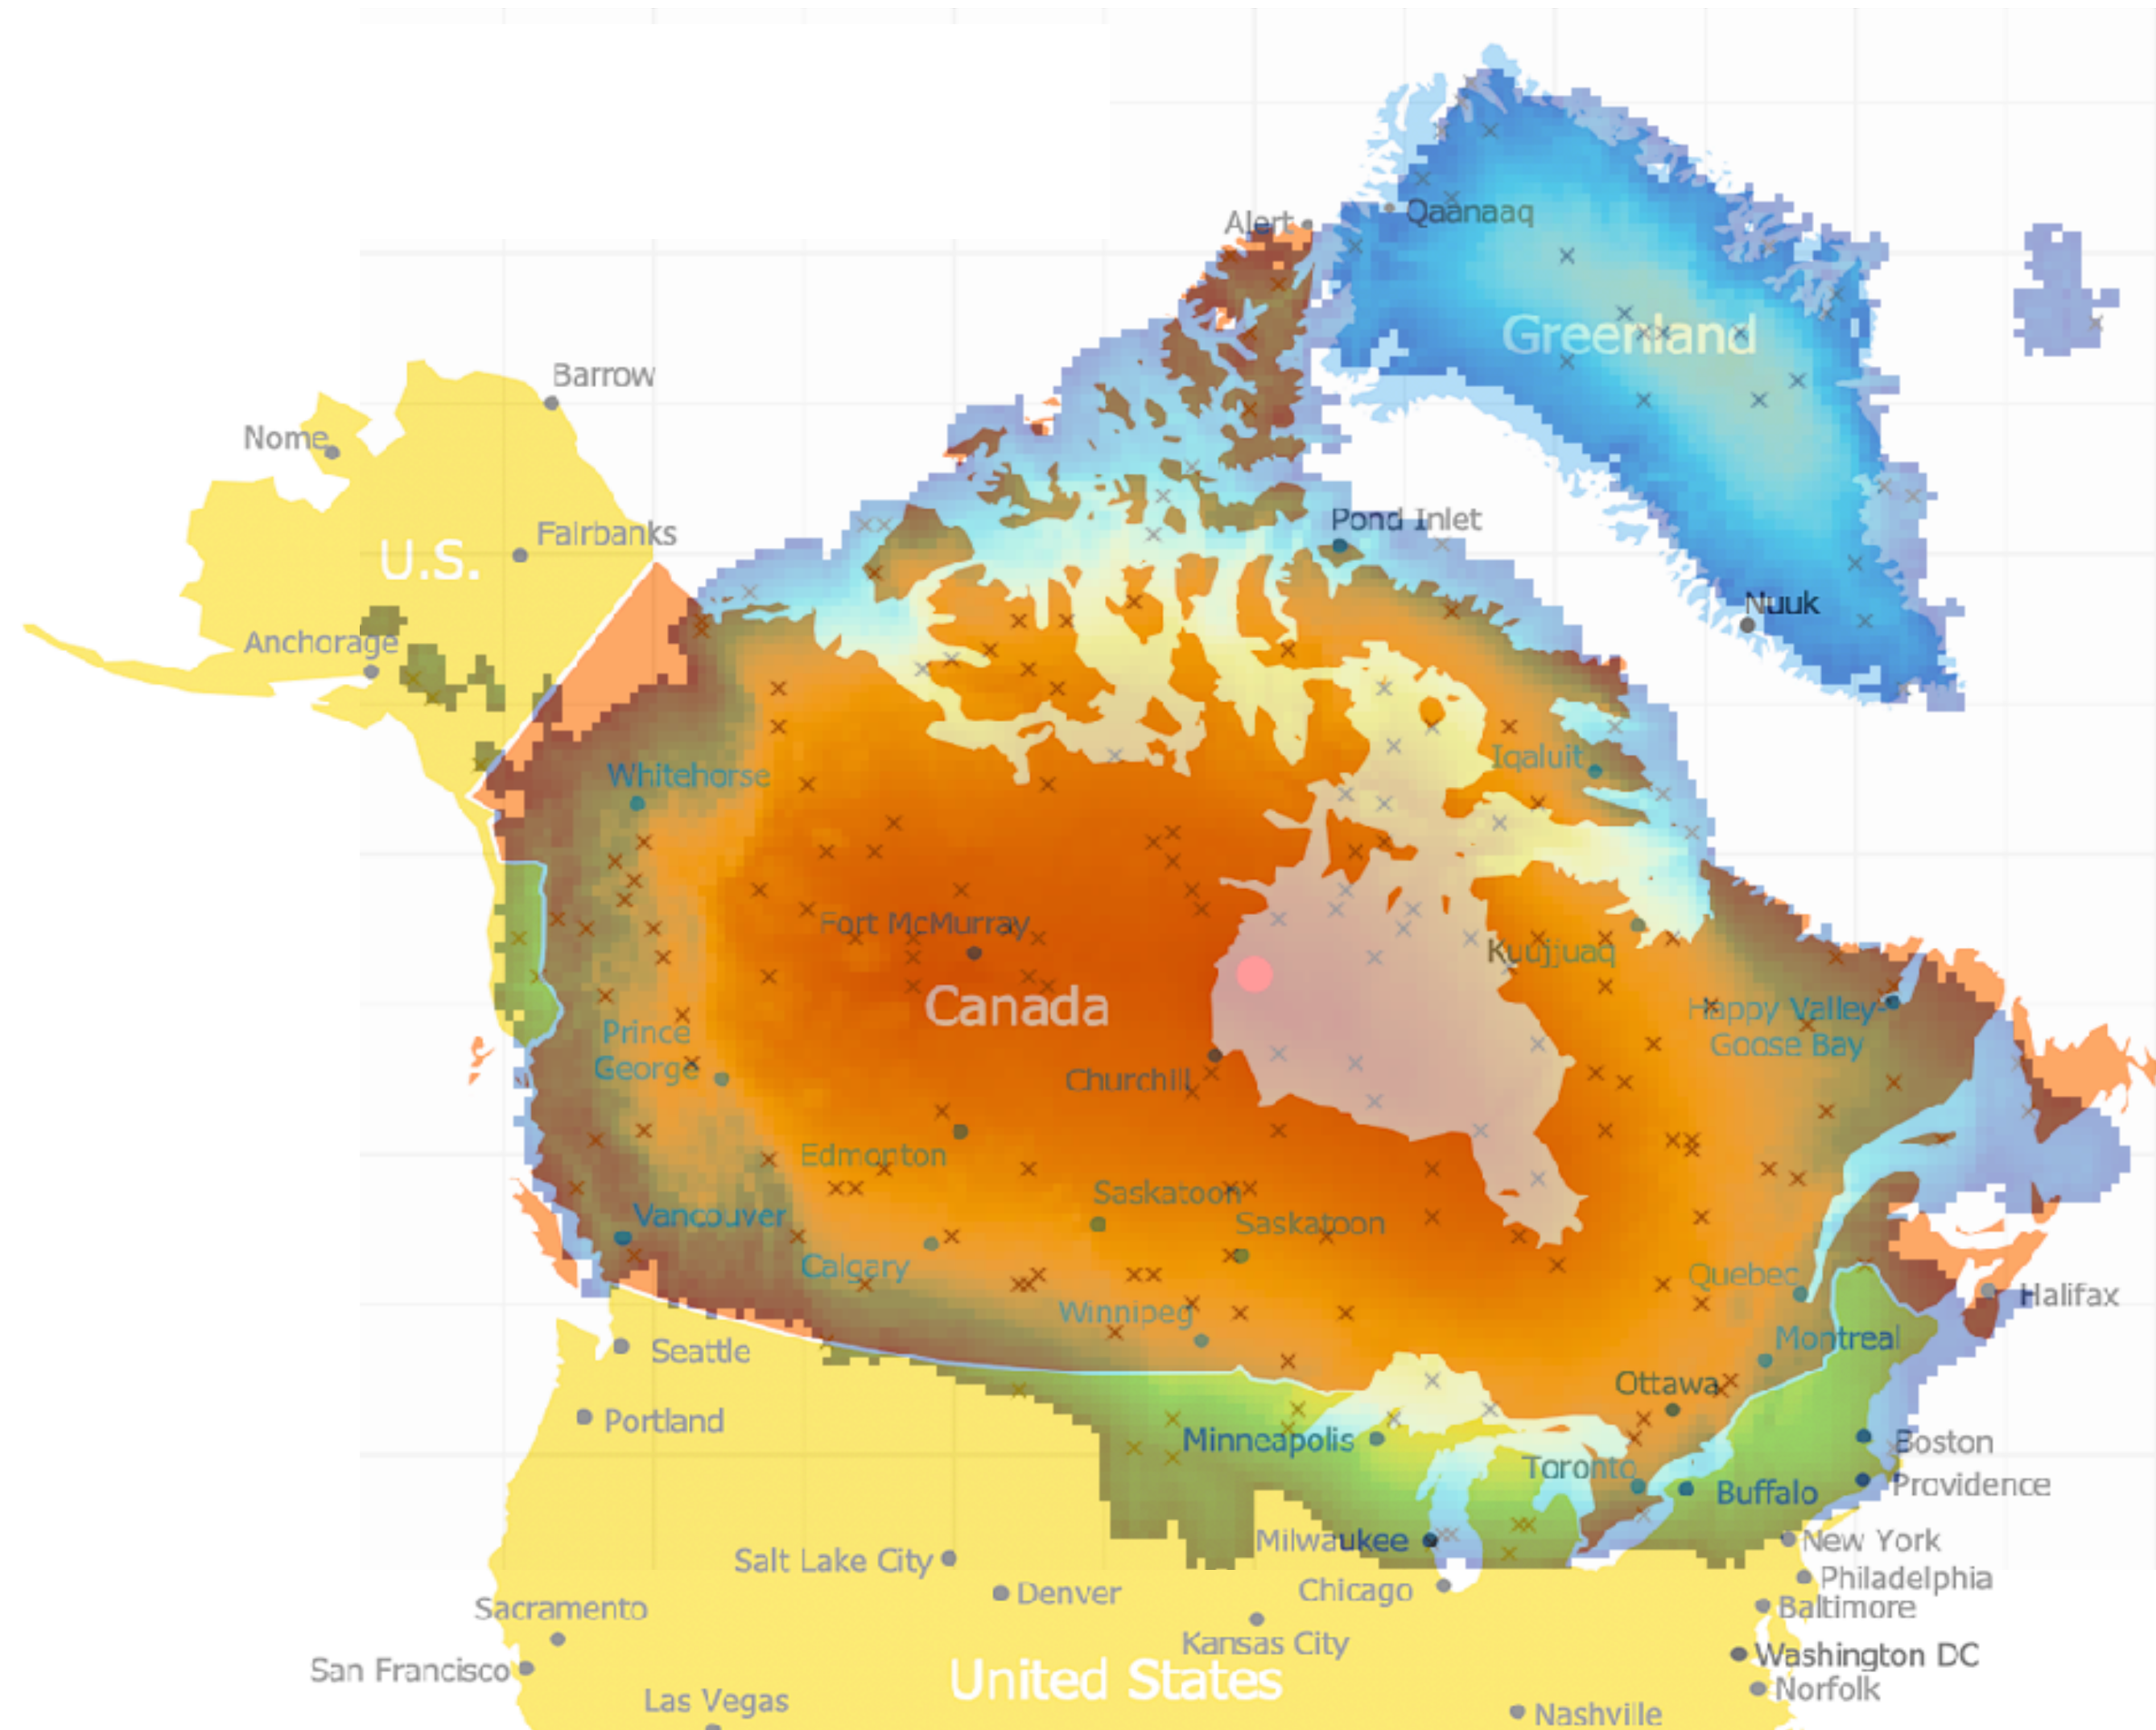 Alert
Qaanaaq
Greenland
Barrow
Nome
Pond Inlet
Fairbanks
U.S.
Nuuk
Anchorage
Iqaluit
Whitehorse
Fort McMurray
Kuujjuaq
Canada
Happy Valley-
Goose Bay
Prince
George
Churchill
Edmonton
Saskatoon
Vancouver
Saskatoon
Calgary
Quebec
Halifax
Winnipeg
Montreal
Seattle
Ottawa
Portland
Minneapolis
Boston
Toronto
Providence
Buffalo
Milwaukee
New York
Salt Lake City
Philadelphia
Chicago
Denver
Baltimore
Sacramento
Kansas City
Washington DC
San Francisco
United States
Norfolk
Las Vegas
Nashville